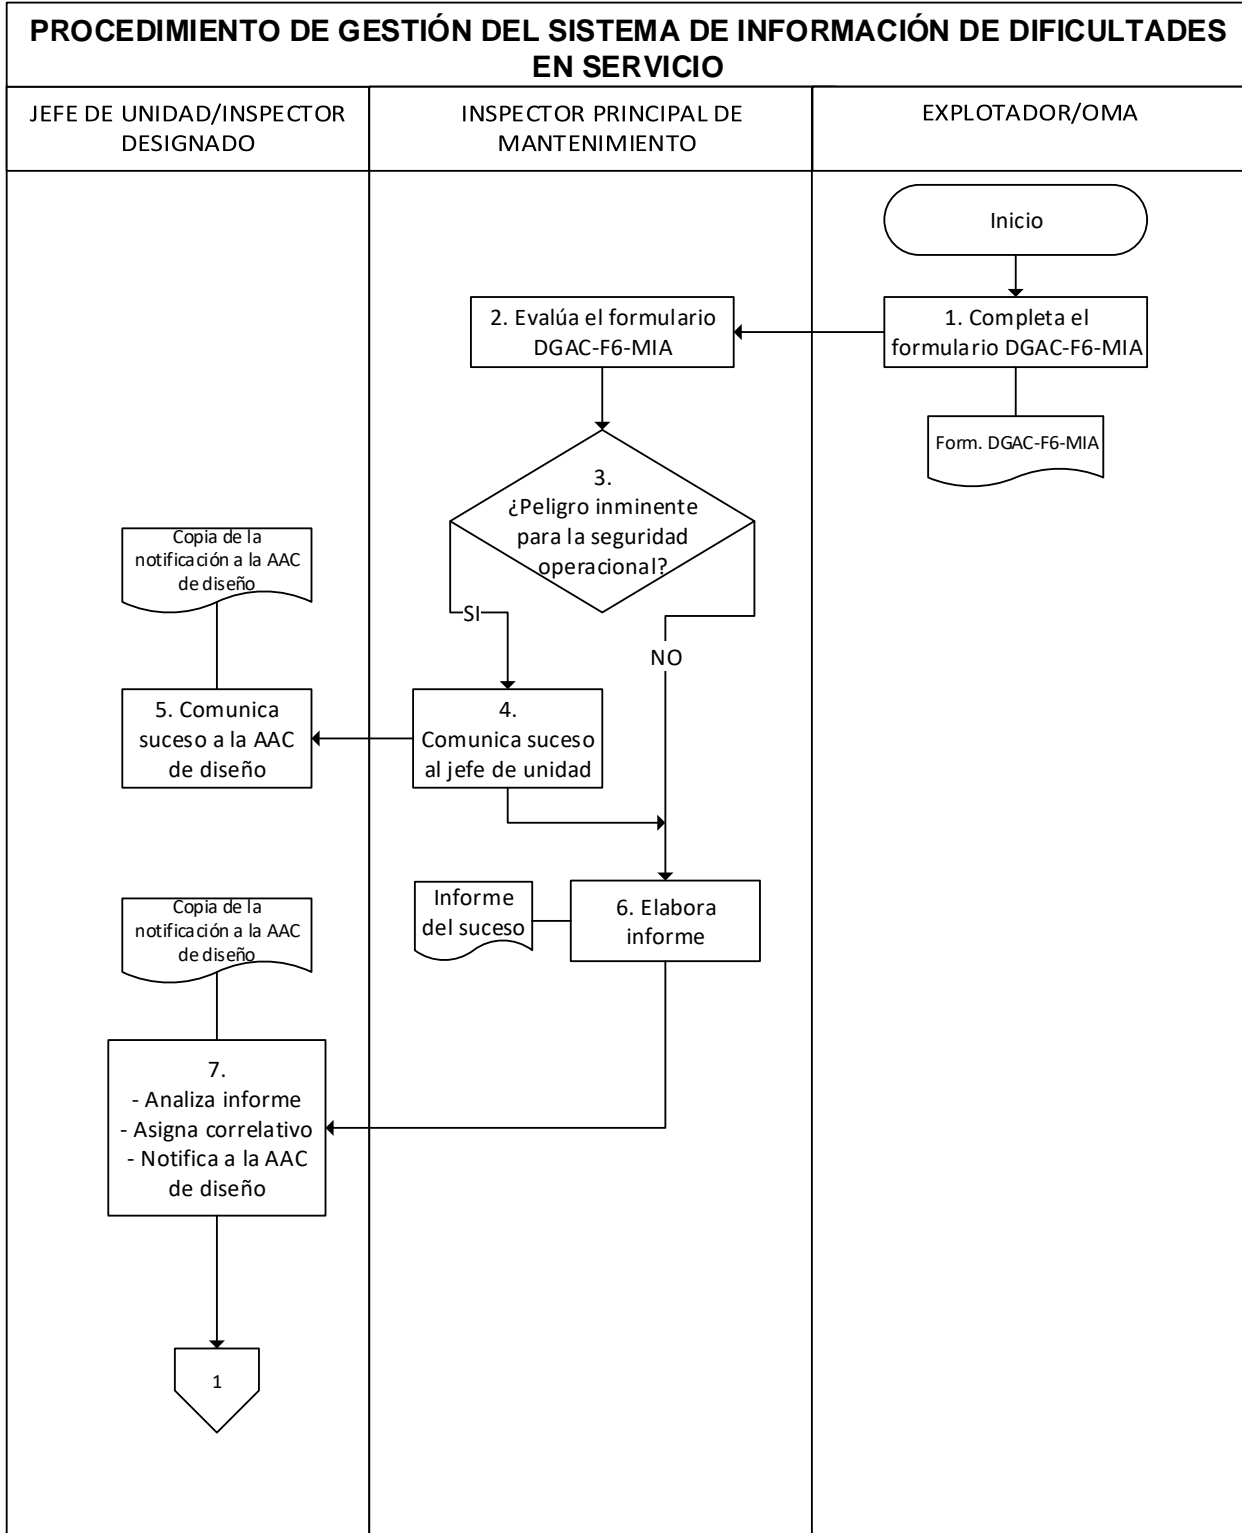 PROCEDIMIENTO DE GESTIÓN DEL SISTEMA DE INFORMACIÓN DE DIFICULTADES
EN SERVICIO
JEFE DE UNIDAD/INSPECTOR
DESIGNADO
INSPECTOR PRINCIPAL DE
MANTENIMIENTO
EXPLOTADOR/OMA
Inicio
1. Completa el
formulario DGAC-F6-MIA
Form. DGAC-F6-MIA
2. Evalúa el formulario
DGAC-F6-MIA
3.
¿Peligro inminente
para la seguridad
operacional?
SI
NO
4.
Comunica suceso
al jefe de unidad
Copia de la
notificación a la AAC
de diseño
5. Comunica
suceso a la AAC
de diseño
6. Elabora
informe
Informe
del suceso
Copia de la
notificación a la AAC
de diseño
7.
- Analiza informe
- Asigna correlativo
- Notifica a la AAC
de diseño
1